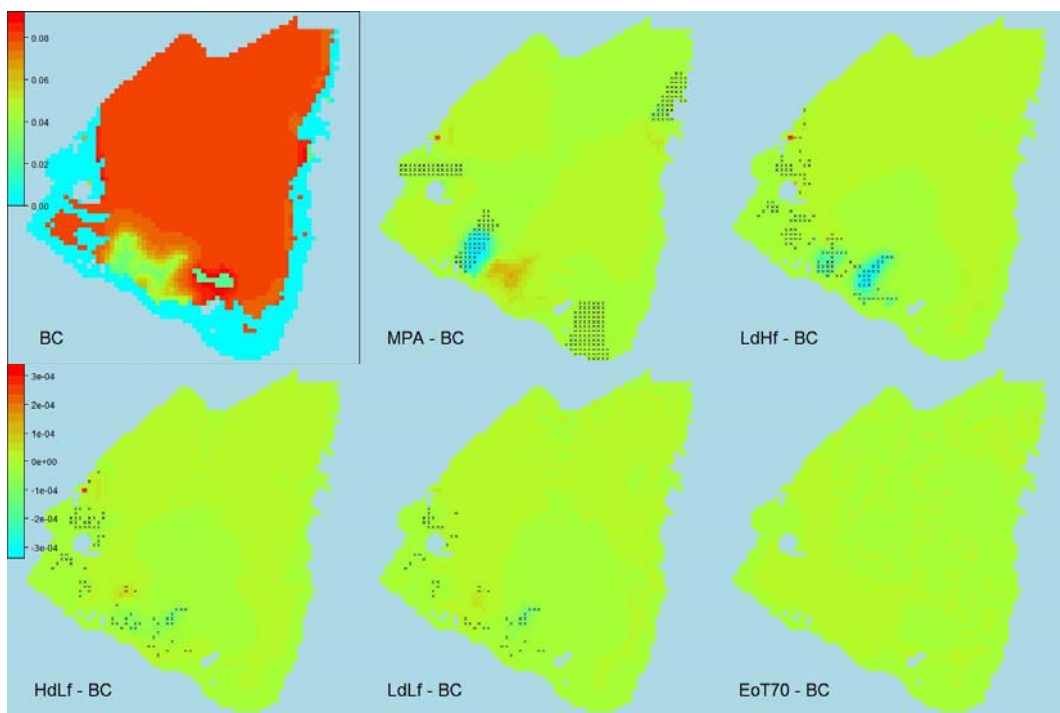 0.08
0.06
0.04
0.02
0.00
BC
MPA - BC
LdHf - BC
3e-04
2e-04
1e-04
0e+00
-1e-04
-2e-04
-3e-04
HdLf - BC
LdLf - BC
EoT70 - BC